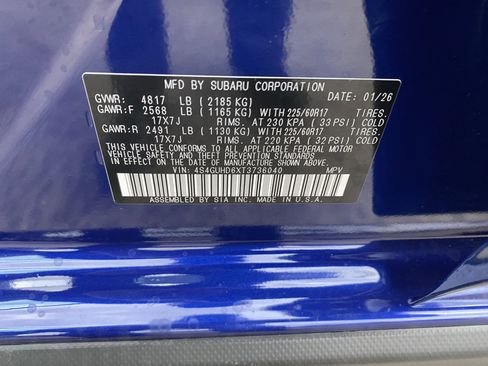 MFD BY SUBARU CORPORATION
GVWR: 4817 LB ( 2185 KG) DATE: 01/26
GAWR:F 2568 LB ( 1165 KG) WITH 225/60R17 TIRES.
17X7J RIMS. AT 230 KPA ( 33 PSI) COLD
GAWR:R 2491 LB ( 1130 KG) WITH 225/60R17 TIRES.
17X7J RIMS. AT 220 KPA ( 32 PSI) COLD
THIS VEHICLE CONFORMS TO ALL APPLICABLE FEDERAL MOTOR
VEHICLE SAFETY AND THEFT PREVENTION STANDARDS IN
EFFECT ON THE DATE OF MANUFACTURE SHOWN ABOVE.
VIN: 4S4GUHD6XT3736040 MPV
ASSEMBLED BY SIA INC. MADE IN U.S.A.